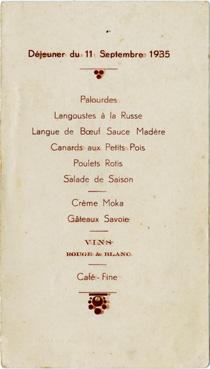 Déjeuner du 11 Septembre 1935
Palourdes
Langoustes à la Russe
Langue de Bœuf Sauce Madère
Canards aux Petits Pois
Poulets Rotis
Salade de Saison
Crème Moka
Gâteaux Savoie
VINS
ROUGE & BLANC
Café - Fine